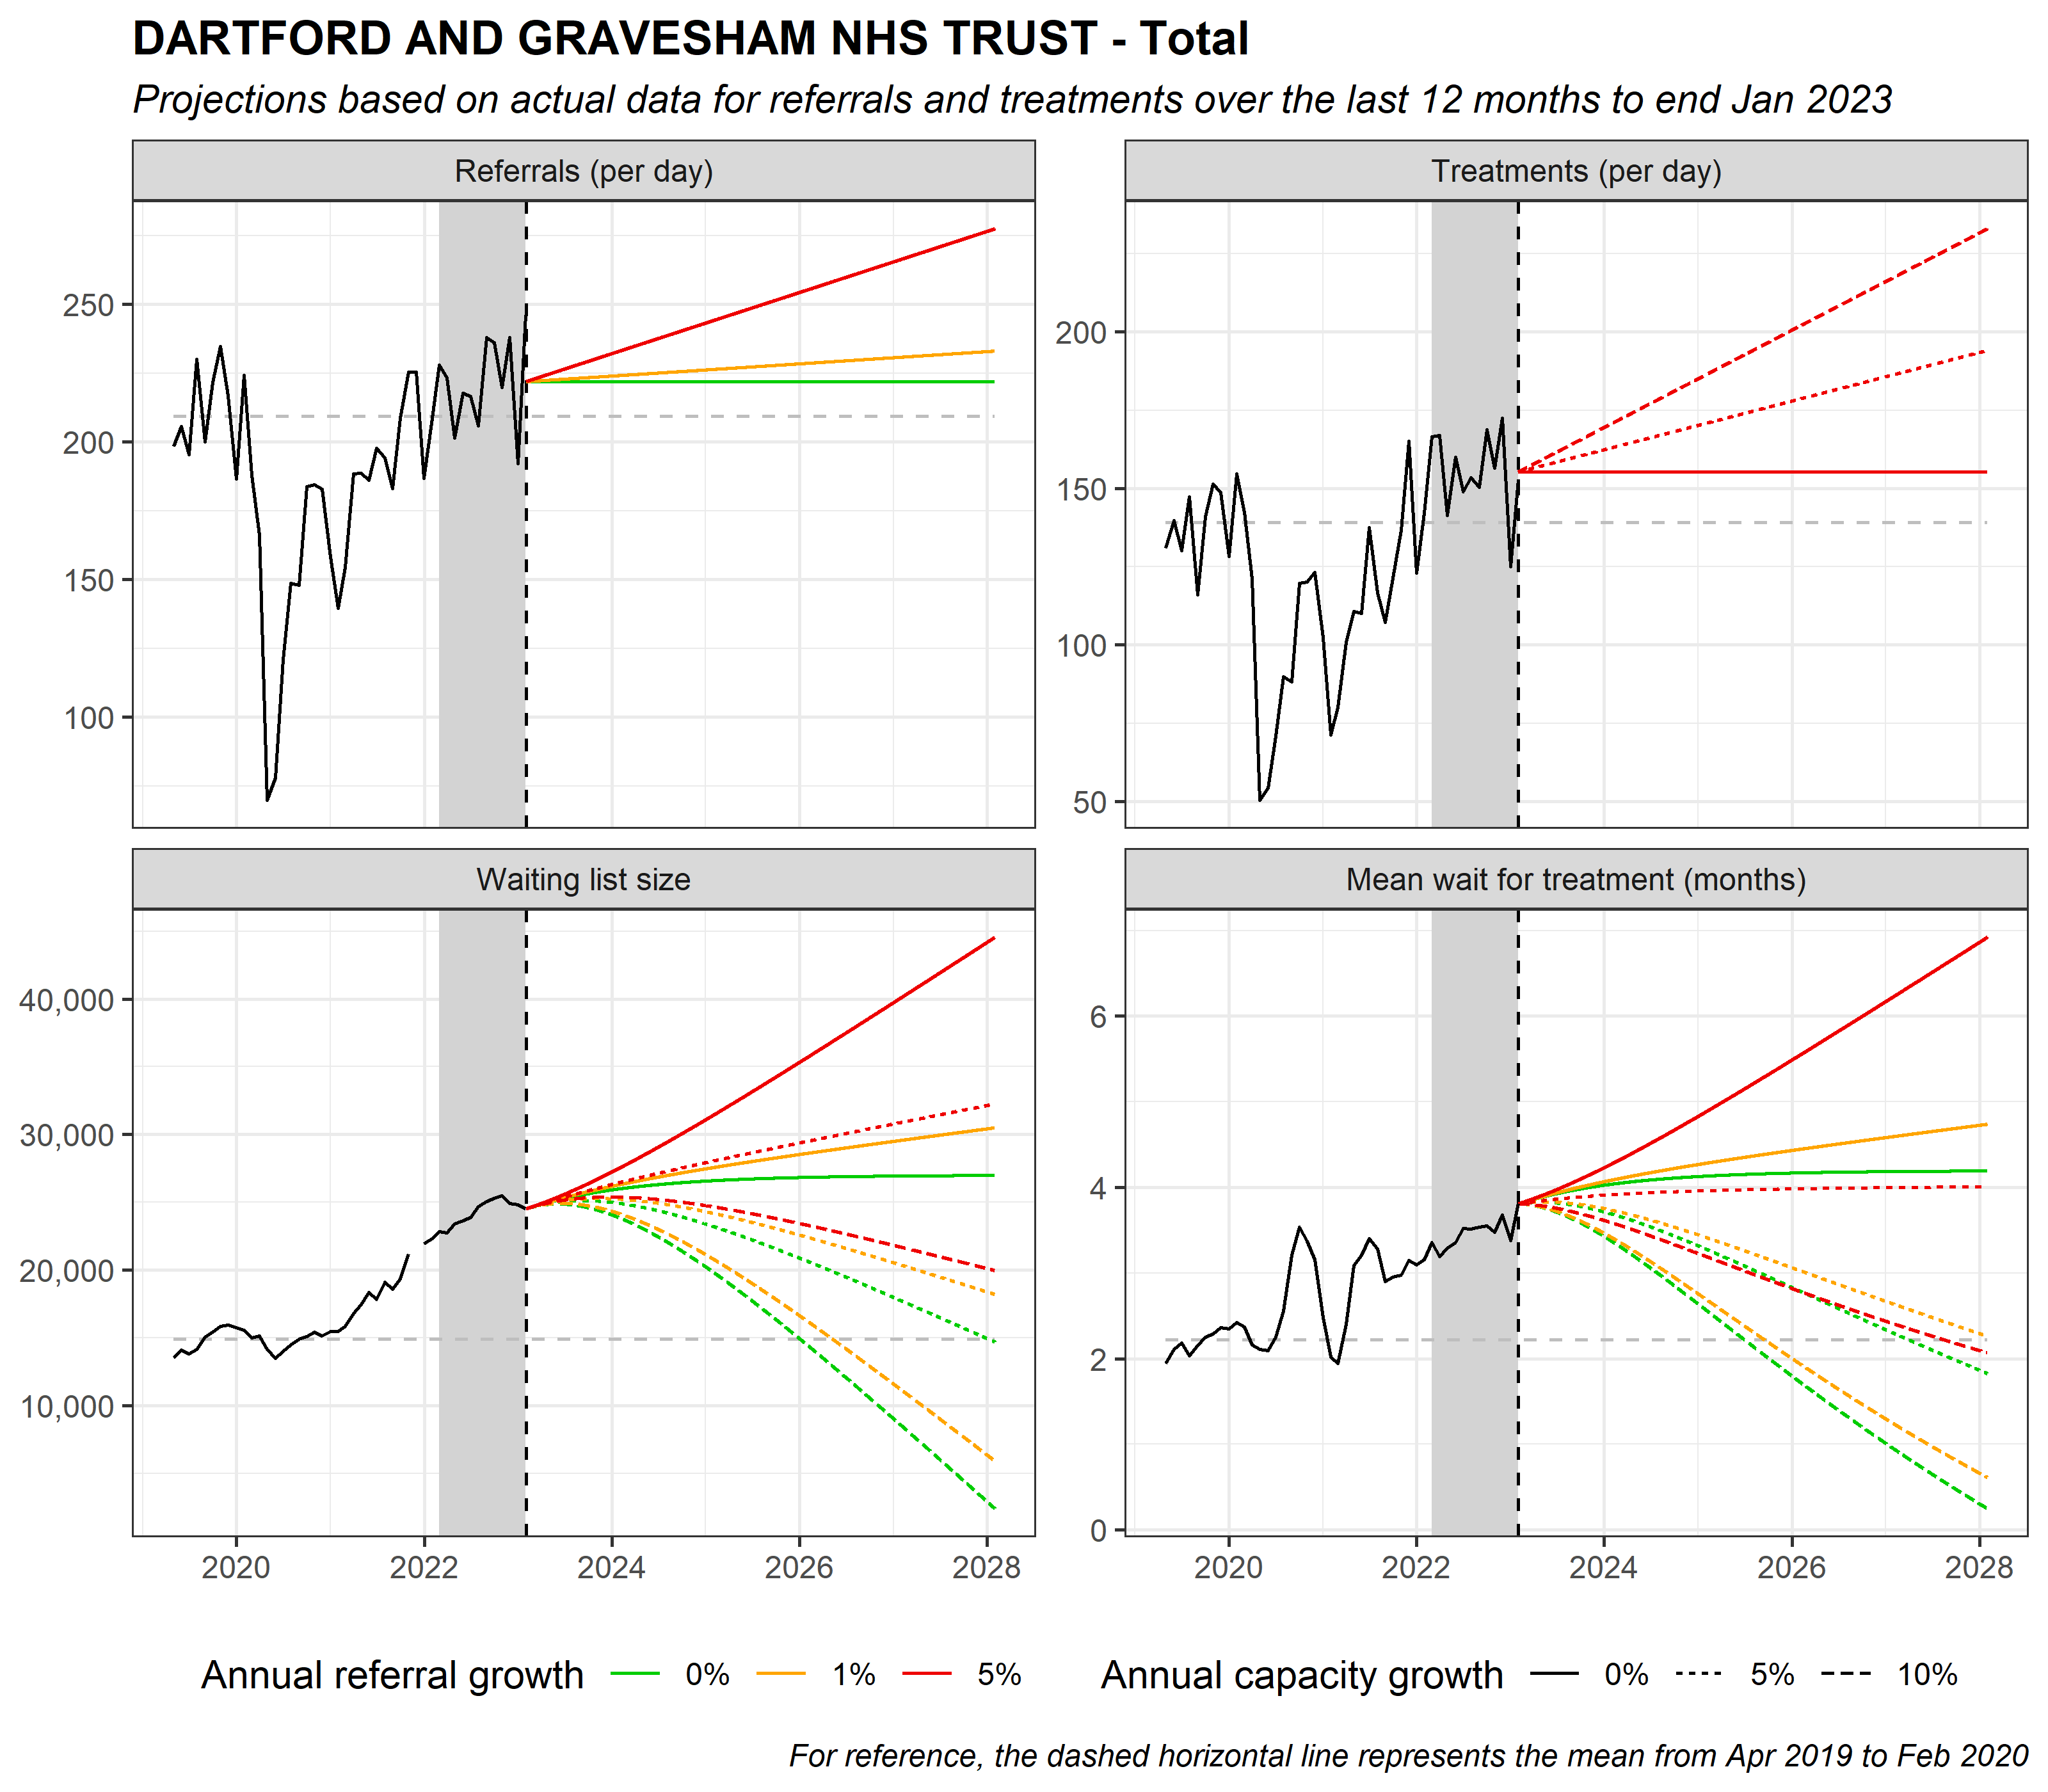 DARTFORD AND GRAVESHAM NHS TRUST - Total
Projections based on actual data for referrals and treatments over the last 12 months to end Jan 2023
Referrals (per day)
250
200
150
100
Treatments (per day)
200
150
100
50
Waiting list size
40,000
30,000
20,000
10,000
2020 2022 2024 2026 2028
Mean wait for treatment (months)
6
4
2
0
2020 2022 2024 2026 2028
Annual referral growth 0% 1% 5%
Annual capacity growth 0% 5% 10%
For reference, the dashed horizontal line represents the mean from Apr 2019 to Feb 2020